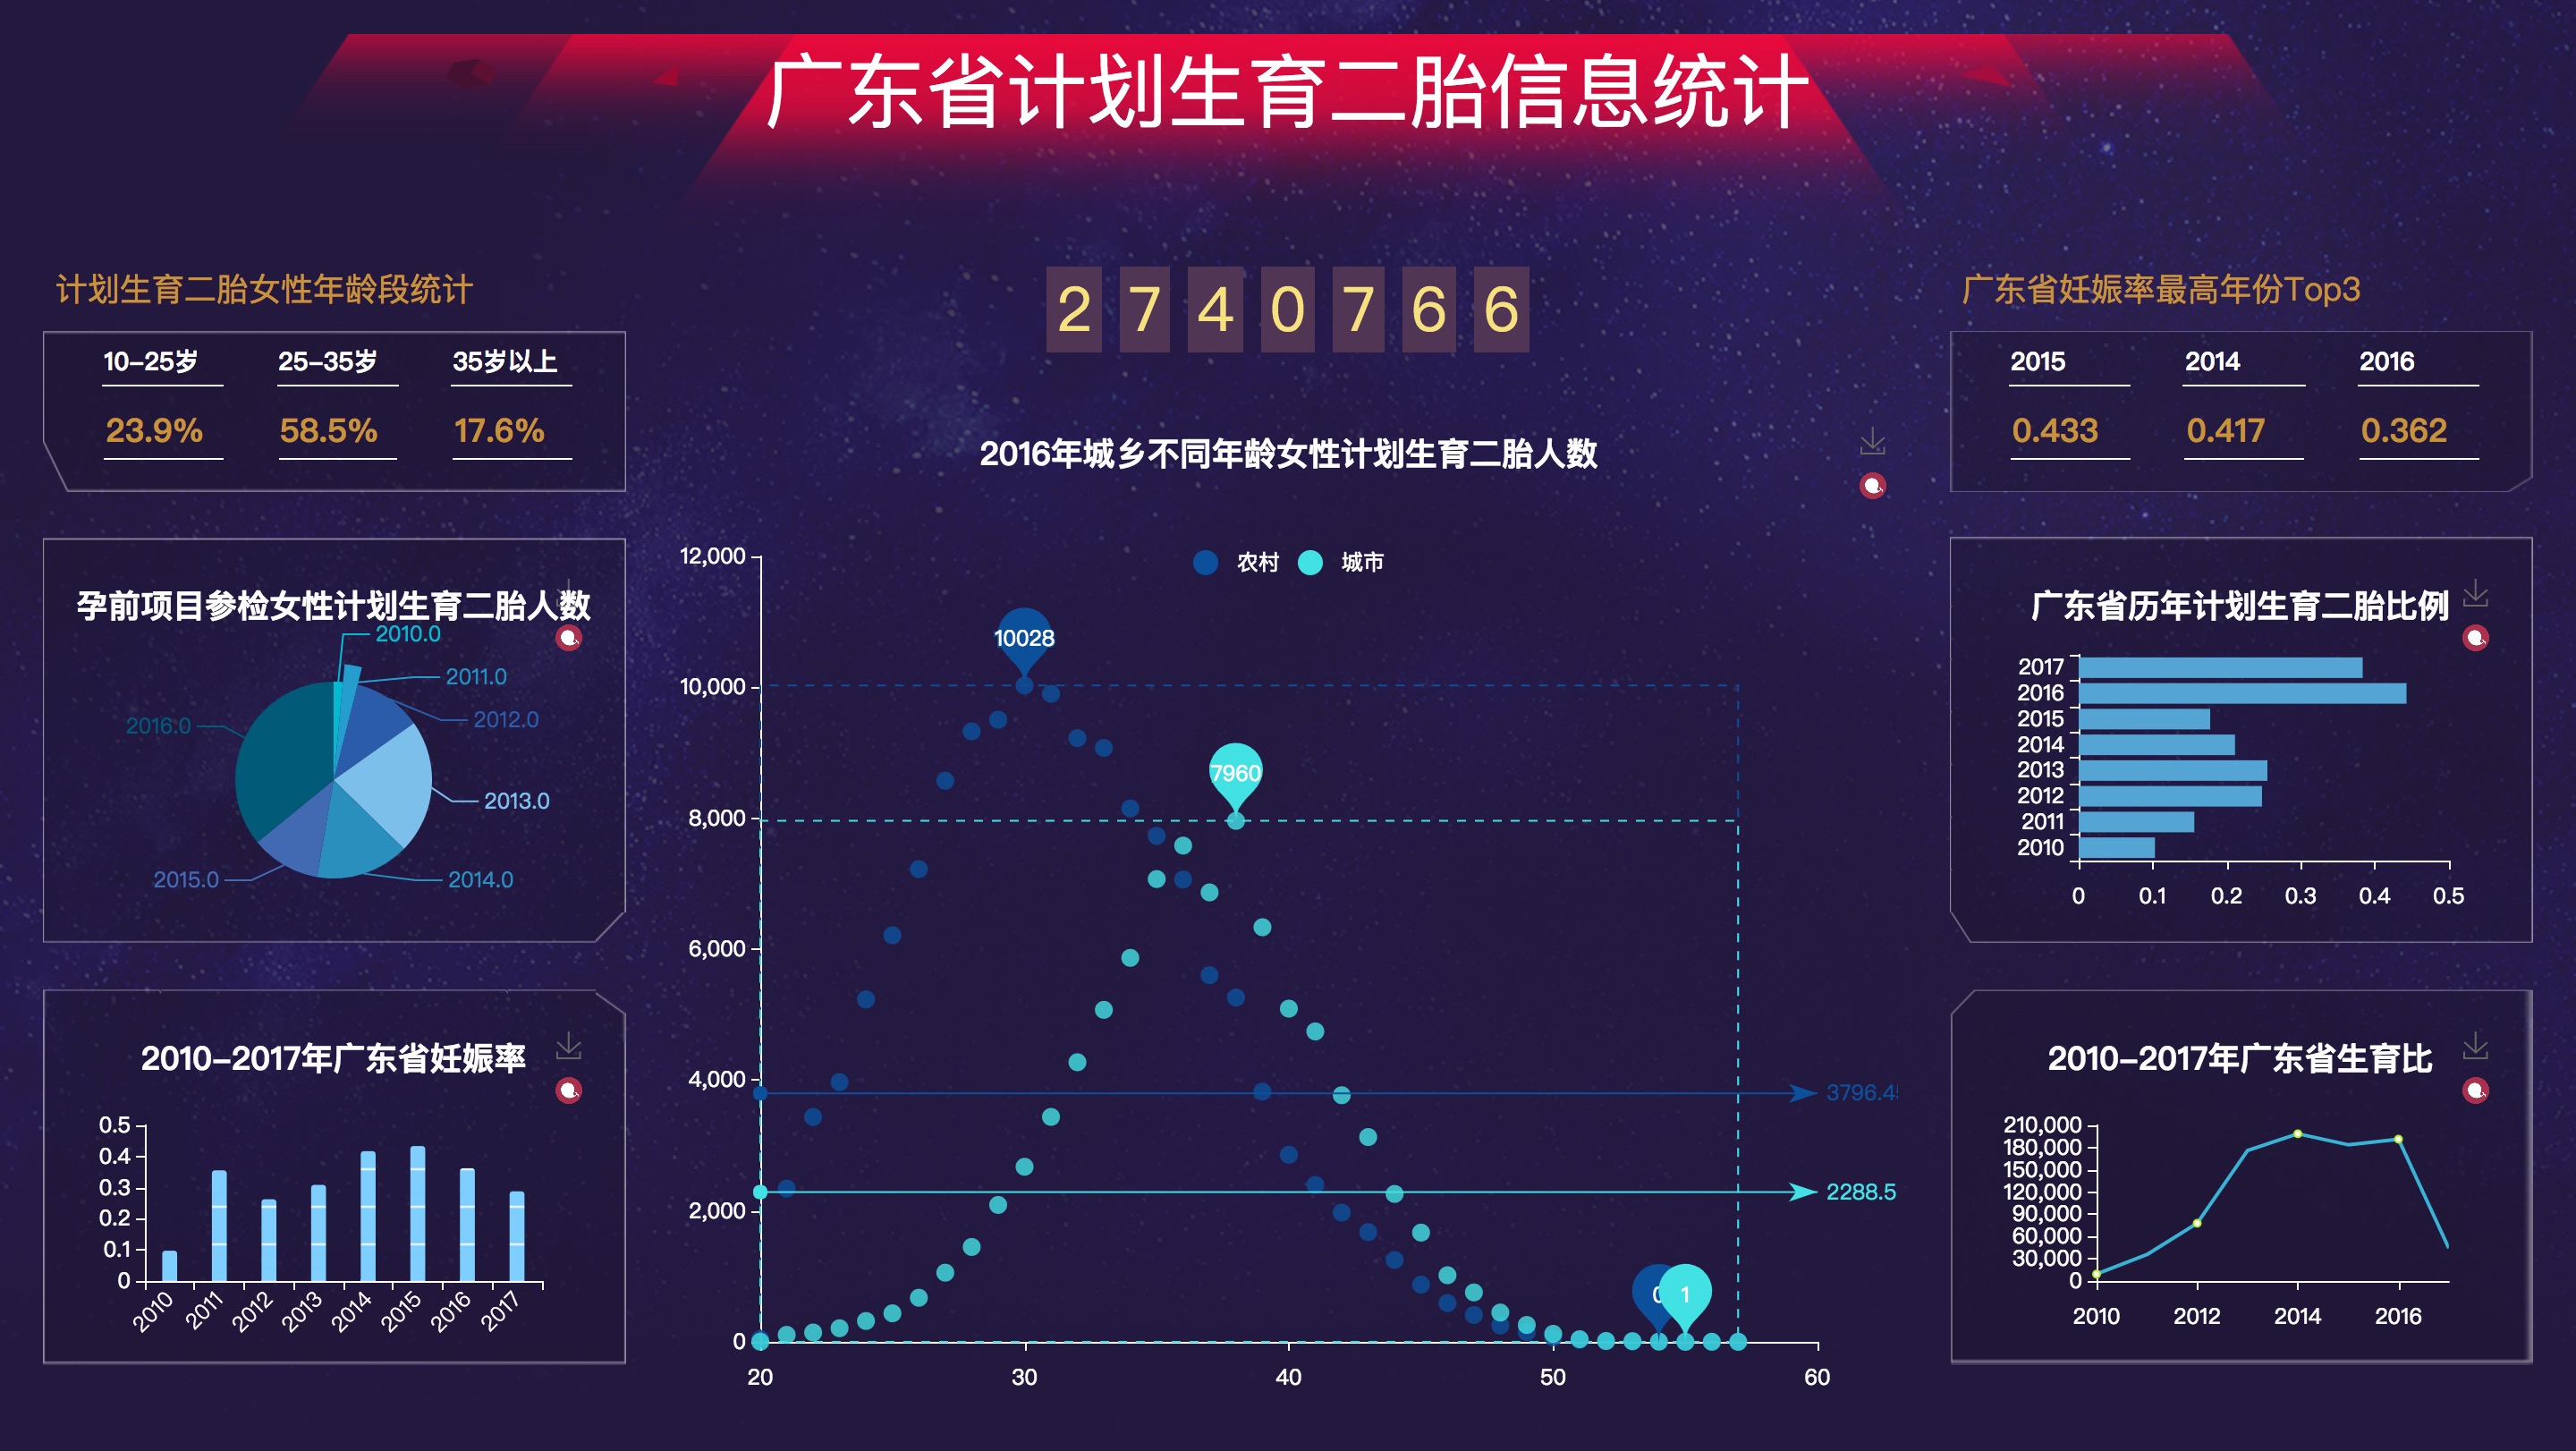 广东省计划生育二胎信息统计
计划生育二胎女性年龄段统计
10-25岁 25-35岁 35岁以上
23.9% 58.5% 17.6%
孕前项目参检女性计划生育二胎人数
2010.0
2011.0
2012.0
2016.0
2013.0
2015.0
2014.0
2010-2017年广东省妊娠率
0.5
0.4
0.3
0.2
0.1
0
2010 2011 2012 2013 2014 2015 2016 2017
2740766
2016年城乡不同年龄女性计划生育二胎人数
农村 城市
12,000
10,000
8,000
6,000
4,000
2,000
0
10028
7960
3796.4
2288.5
0 1
20 30 40 50 60
广东省妊娠率最高年份Top3
2015 2014 2016
0.433 0.417 0.362
广东省历年计划生育二胎比例
2017
2016
2015
2014
2013
2012
2011
2010
0 0.1 0.2 0.3 0.4 0.5
2010-2017年广东省生育比
210,000
180,000
150,000
120,000
90,000
60,000
30,000
0
2010 2012 2014 2016